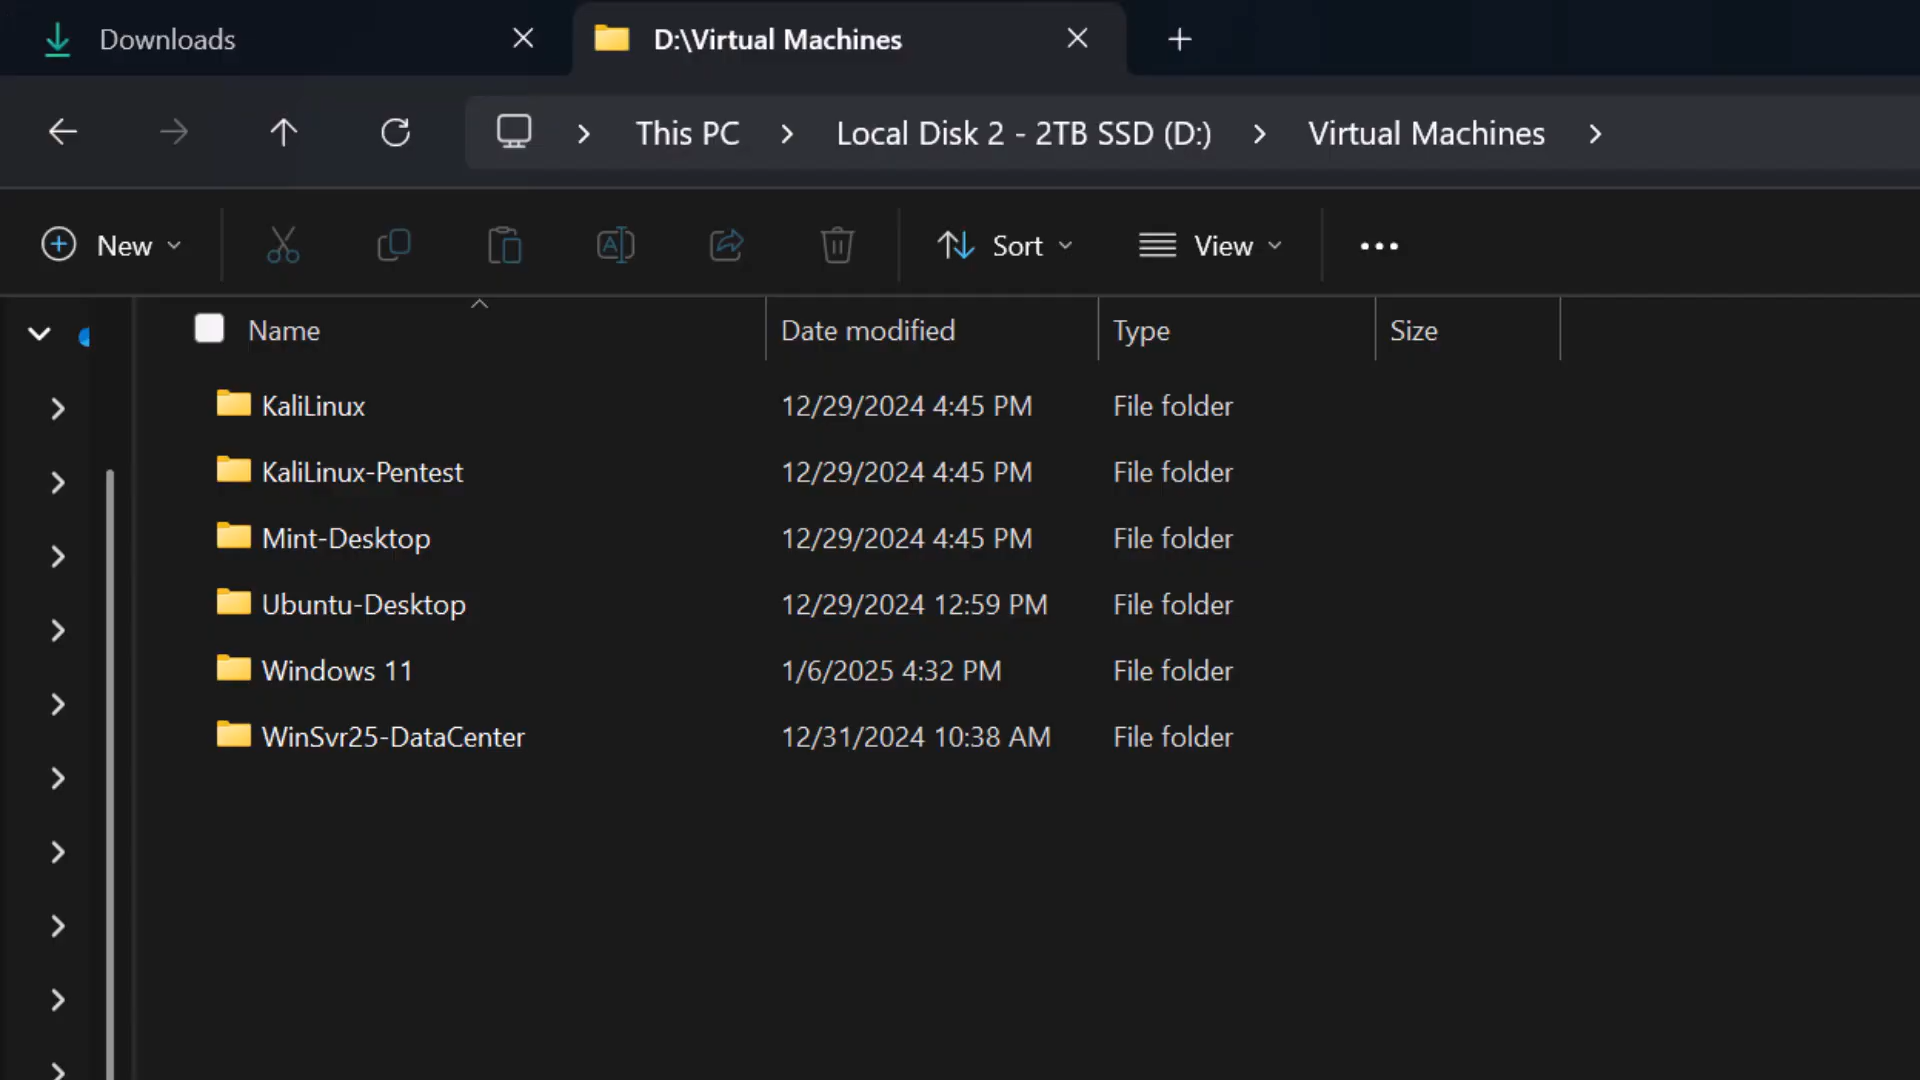 Downloads
D:\Virtual Machines
This PC
Local Disk 2 - 2TB SSD (D:)
Virtual Machines
New
Sort
View
Name
Date modified
Type
Size
KaliLinux 12/29/2024 4:45 PM File folder
KaliLinux-Pentest 12/29/2024 4:45 PM File folder
Mint-Desktop 12/29/2024 4:45 PM File folder
Ubuntu-Desktop 12/29/2024 12:59 PM File folder
Windows 11 1/6/2025 4:32 PM File folder
WinSvr25-DataCenter 12/31/2024 10:38 AM File folder